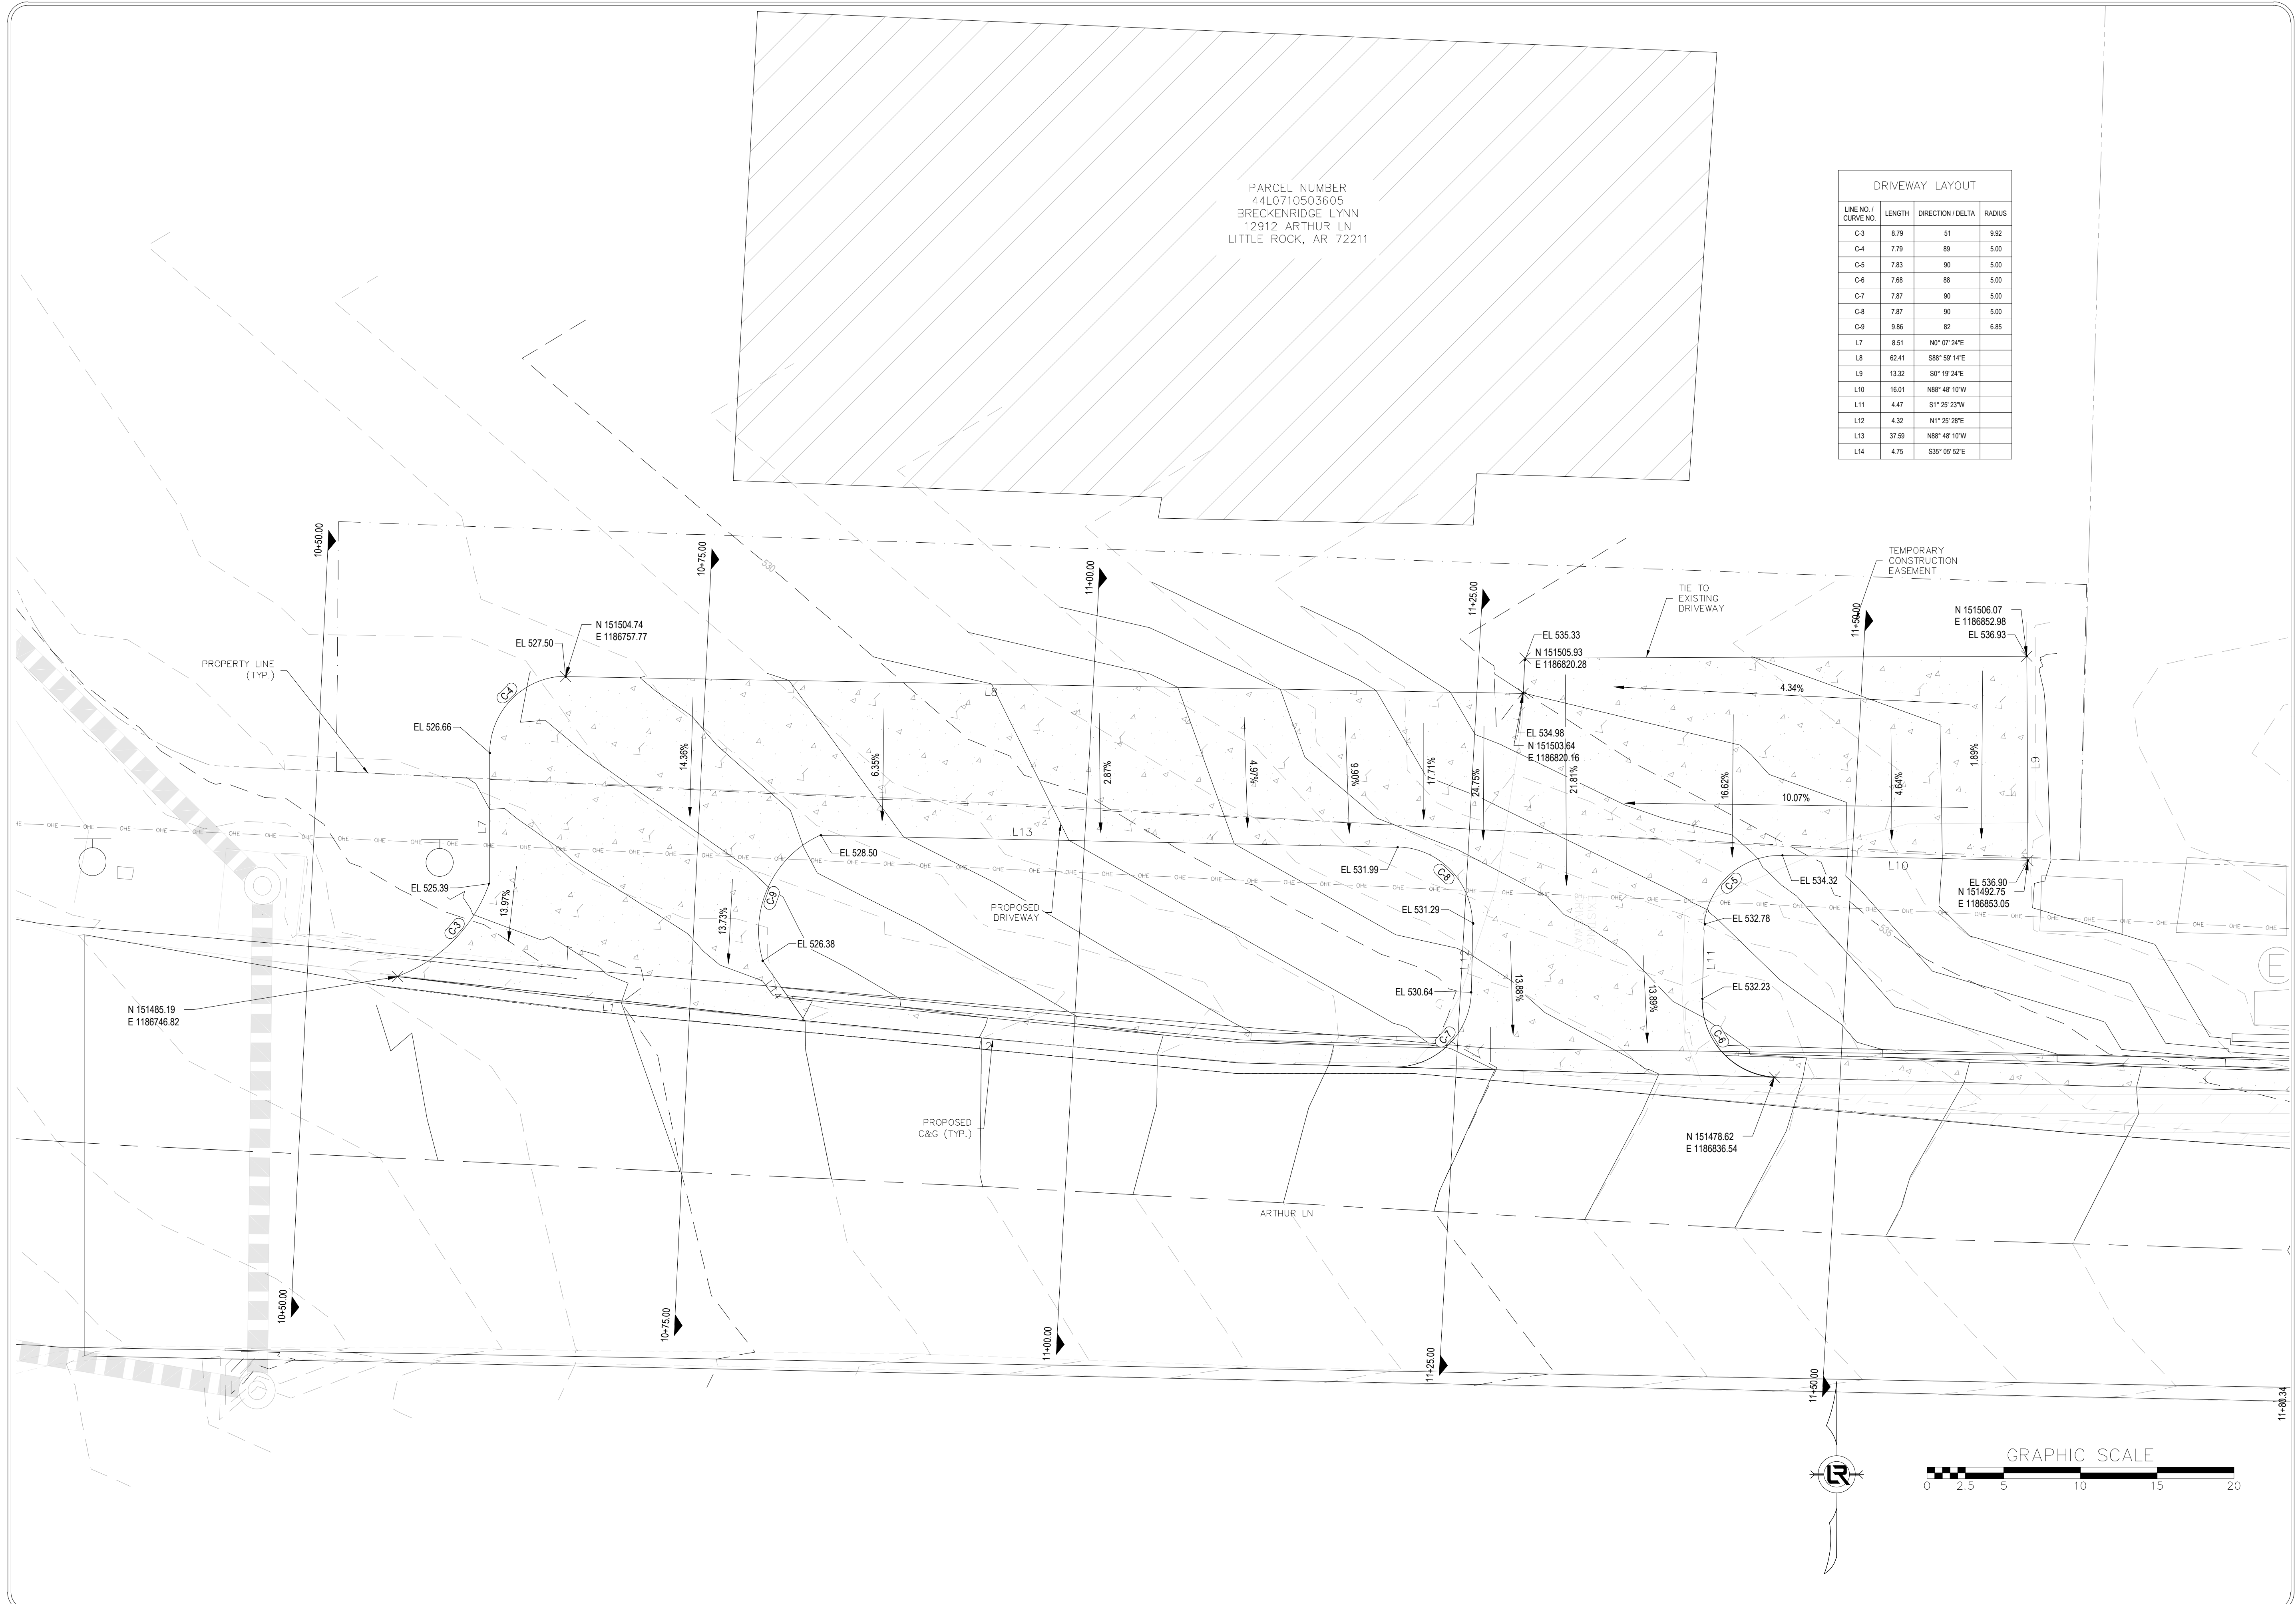 PARCEL NUMBER
44L0710503605
BRECKENRIDGE LYNN
12912 ARTHUR LN
LITTLE ROCK, AR 72211
DRIVEWAY LAYOUT
LINE NO. / CURVE NO. LENGTH DIRECTION / DELTA RADIUS
C-3 8.79 51 9.92
C-4 7.79 89 5.00
C-5 7.83 90 5.00
C-6 7.68 88 5.00
C-7 7.87 90 5.00
C-8 7.87 90 5.00
C-9 9.86 82 6.85
L7 8.51 N0° 07' 24"E
L8 62.41 S88° 59' 14"E
L9 13.32 S0° 19' 24"E
L10 16.01 N88° 48' 10"W
L11 4.47 S1° 25' 23"W
L12 4.32 N1° 25' 28"E
L13 37.59 N88° 48' 10"W
L14 4.75 S35° 05' 52"E
10+50.00
10+75.00
11+00.00
11+25.00
11+50.00
530
TEMPORARY
CONSTRUCTION
EASEMENT
TIE TO
EXISTING
DRIVEWAY
N 151506.07
E 1186852.98
EL 536.93
N 151504.74
E 1186757.77
EL 527.50
EL 535.33
N 151505.93
E 1186820.28
PROPERTY LINE
(TYP.)
C-4
L8
4.34%
EL 526.66
EL 534.98
N 151503.64
E 1186820.16
14.36%
6.35%
2.87%
4.97%
9.90%
17.71%
24.75%
21.81%
16.62%
4.64%
1.89%
L9
10.07%
L7
L13
EL 528.50
EL 531.99
C-8
C-5
EL 534.32
L10
EL 536.90
N 151492.75
E 1186853.05
OHE OHE OHE OHE OHE OHE OHE
EL 525.39
13.97%
13.73%
C-9
C-3
PROPOSED
DRIVEWAY
EL 531.29
EL 532.78
535
EL 526.38
L12
L11
E
L14
EL 530.64
13.88%
13.89%
EL 532.23
N 151485.19
E 1186746.82
L1
C-7
C-6
2
PROPOSED
C&G (TYP.)
N 151478.62
E 1186836.54
ARTHUR LN
10+50.00
10+75.00
11+00.00
11+25.00
11+50.00
11+80.34
LR
GRAPHIC SCALE
0 2.5 5 10 15 20